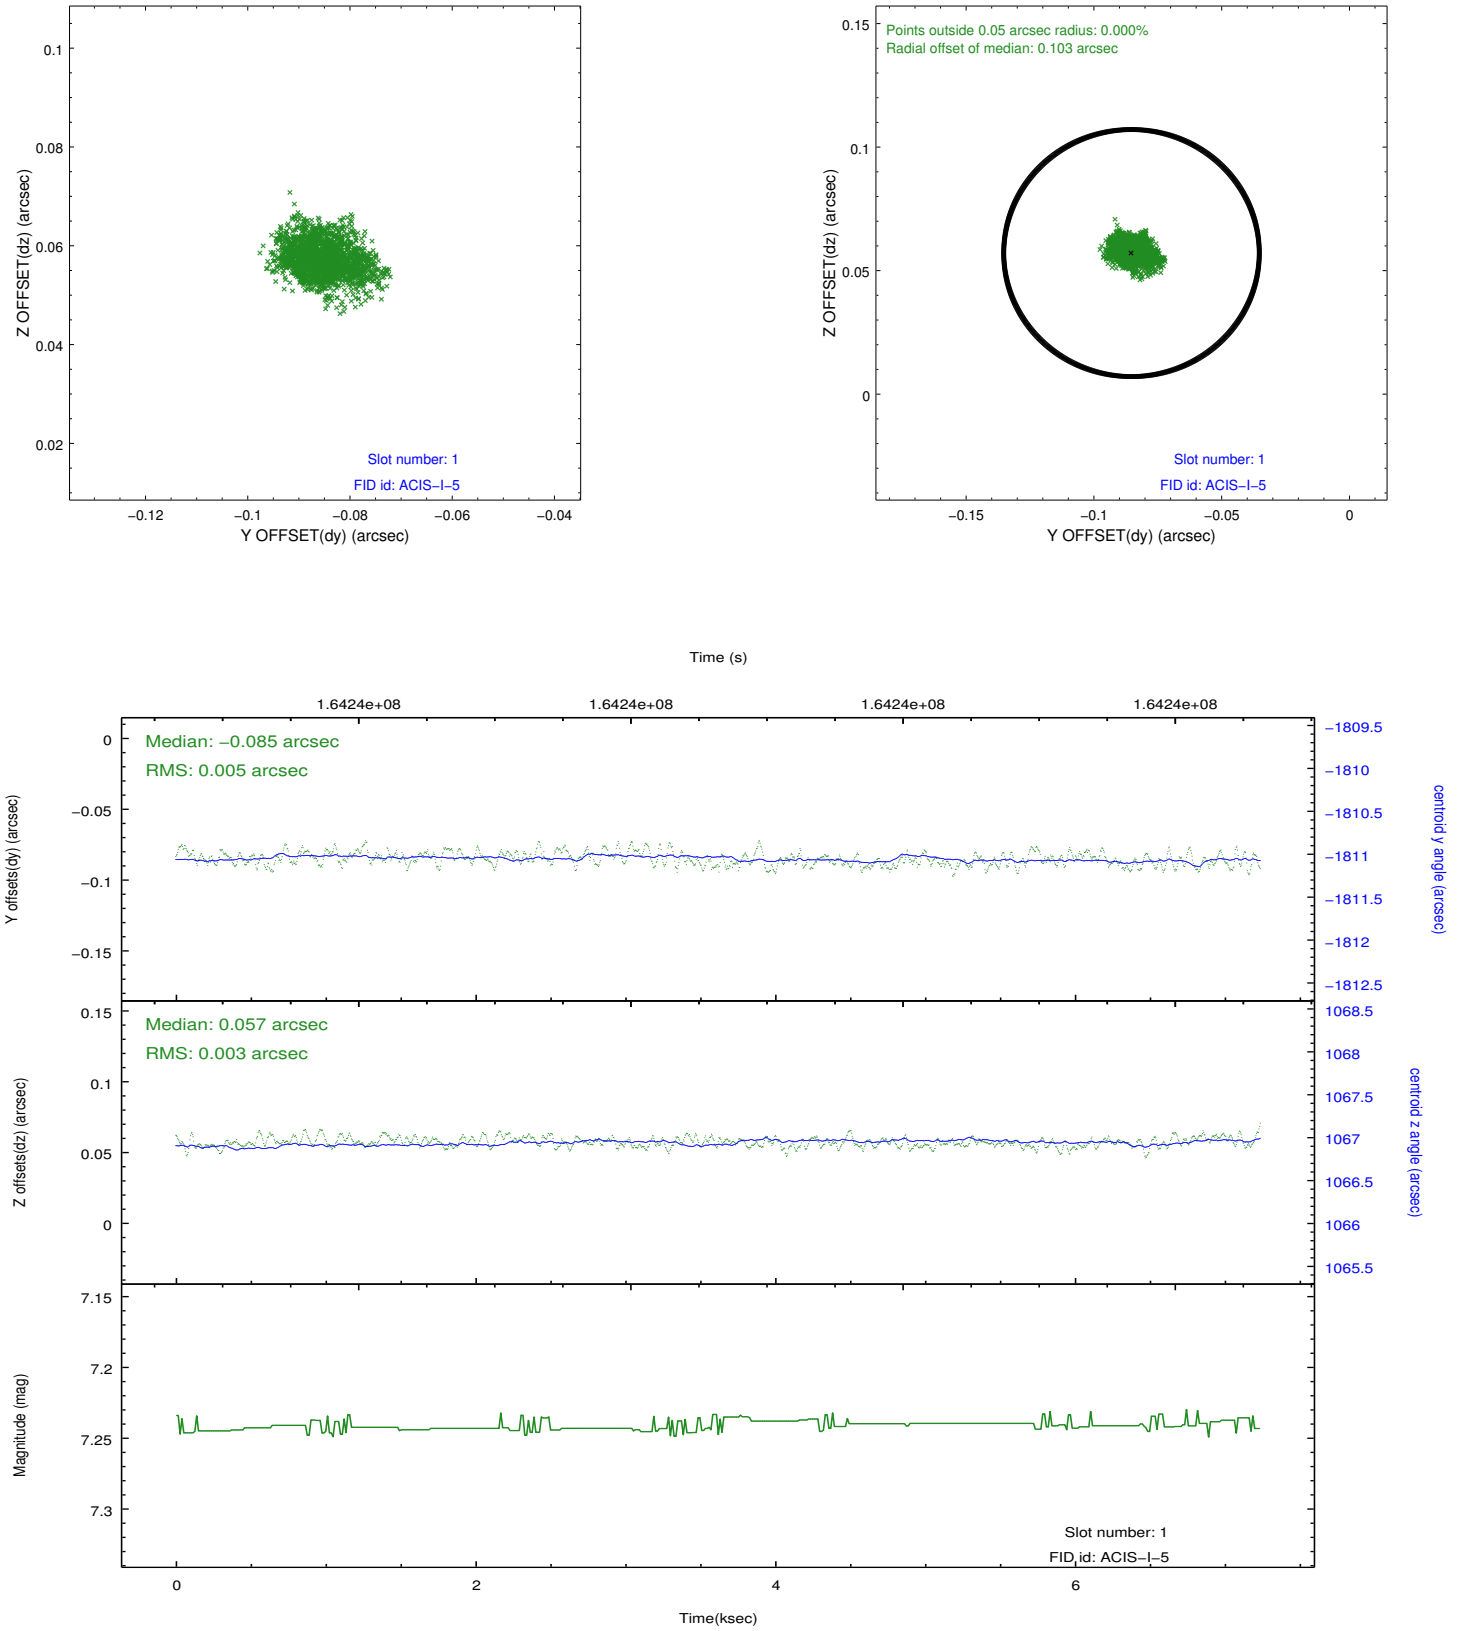 0.1
0.08
0.06
0.04
0.02
Z OFFSET(dz) (arcsec)
−0.12 −0.1 −0.08 −0.06 −0.04
Y OFFSET(dy) (arcsec)
Slot number: 1
FID id: ACIS−I−5
Points outside 0.05 arcsec radius: 0.000%
Radial offset of median: 0.103 arcsec
0.15
0.1
0.05
0
Z OFFSET(dz) (arcsec)
−0.15 −0.1 −0.05 0
Y OFFSET(dy) (arcsec)
Slot number: 1
FID id: ACIS−I−5
Time (s)
1.6424e+08 1.6424e+08 1.6424e+08 1.6424e+08
Median: −0.085 arcsec
RMS: 0.005 arcsec
0
−0.05
−0.1
−0.15
Y offsets(dy) (arcsec)
−1809.5
−1810
−1810.5
−1811
−1811.5
−1812
−1812.5
centroid y angle (arcsec)
Median: 0.057 arcsec
RMS: 0.003 arcsec
0.15
0.1
0.05
0
Z offsets(dz) (arcsec)
1068.5
1068
1067.5
1067
1066.5
1066
1065.5
centroid z angle (arcsec)
7.15
7.2
7.25
7.3
Magnitude (mag)
Slot number: 1
FID id: ACIS−I−5
0 2 4 6
Time(ksec)